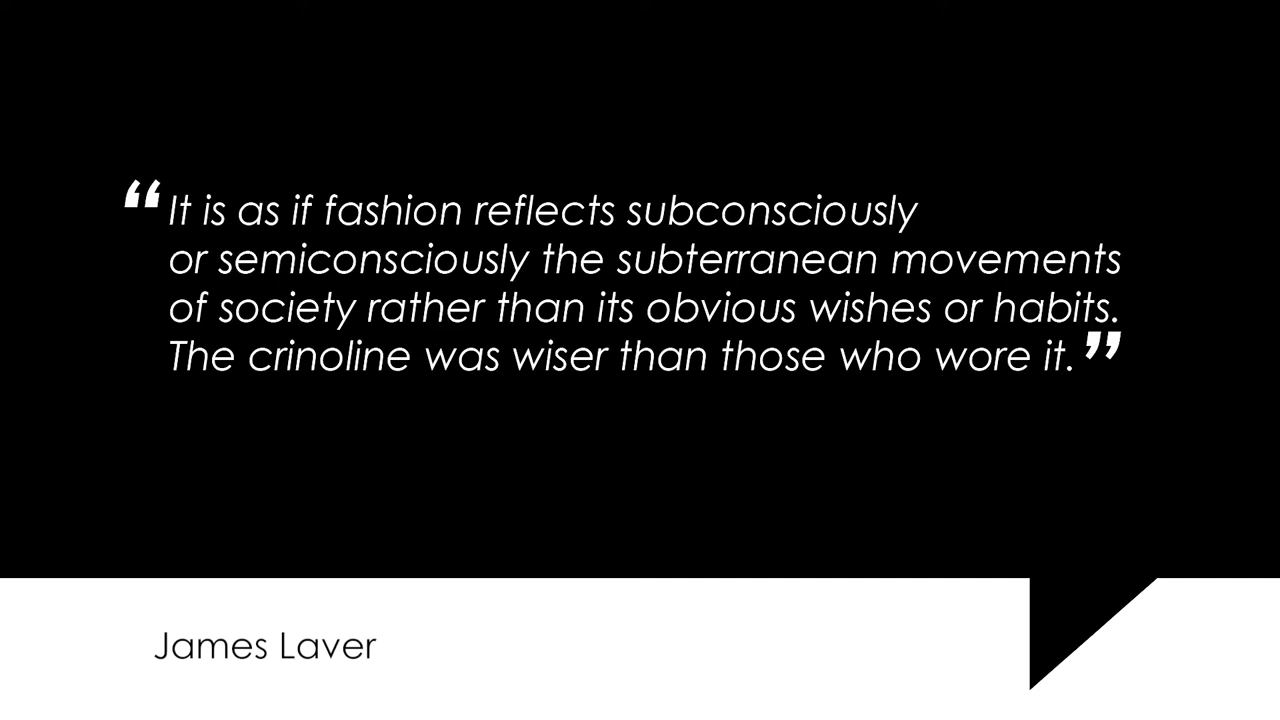 “It is as if fashion reflects subconsciously
or semiconsciously the subterranean movements
of society rather than its obvious wishes or habits.
The crinoline was wiser than those who wore it.”
James Laver